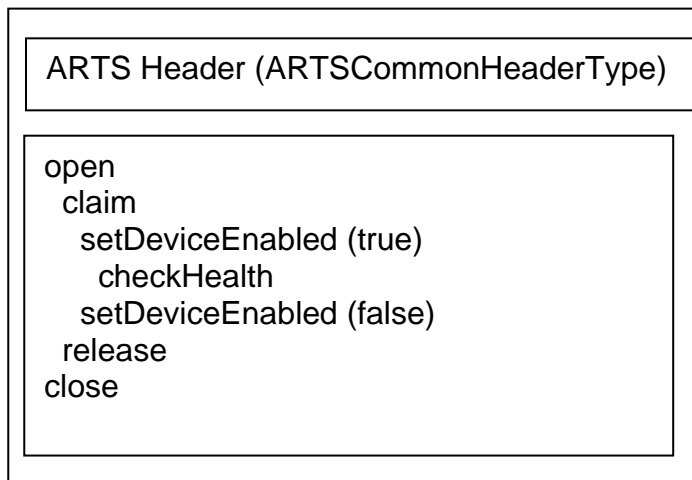 ARTS Header (ARTSCommonHeaderType)
open
claim
setDeviceEnabled (true)
checkHealth
setDeviceEnabled (false)
release
close